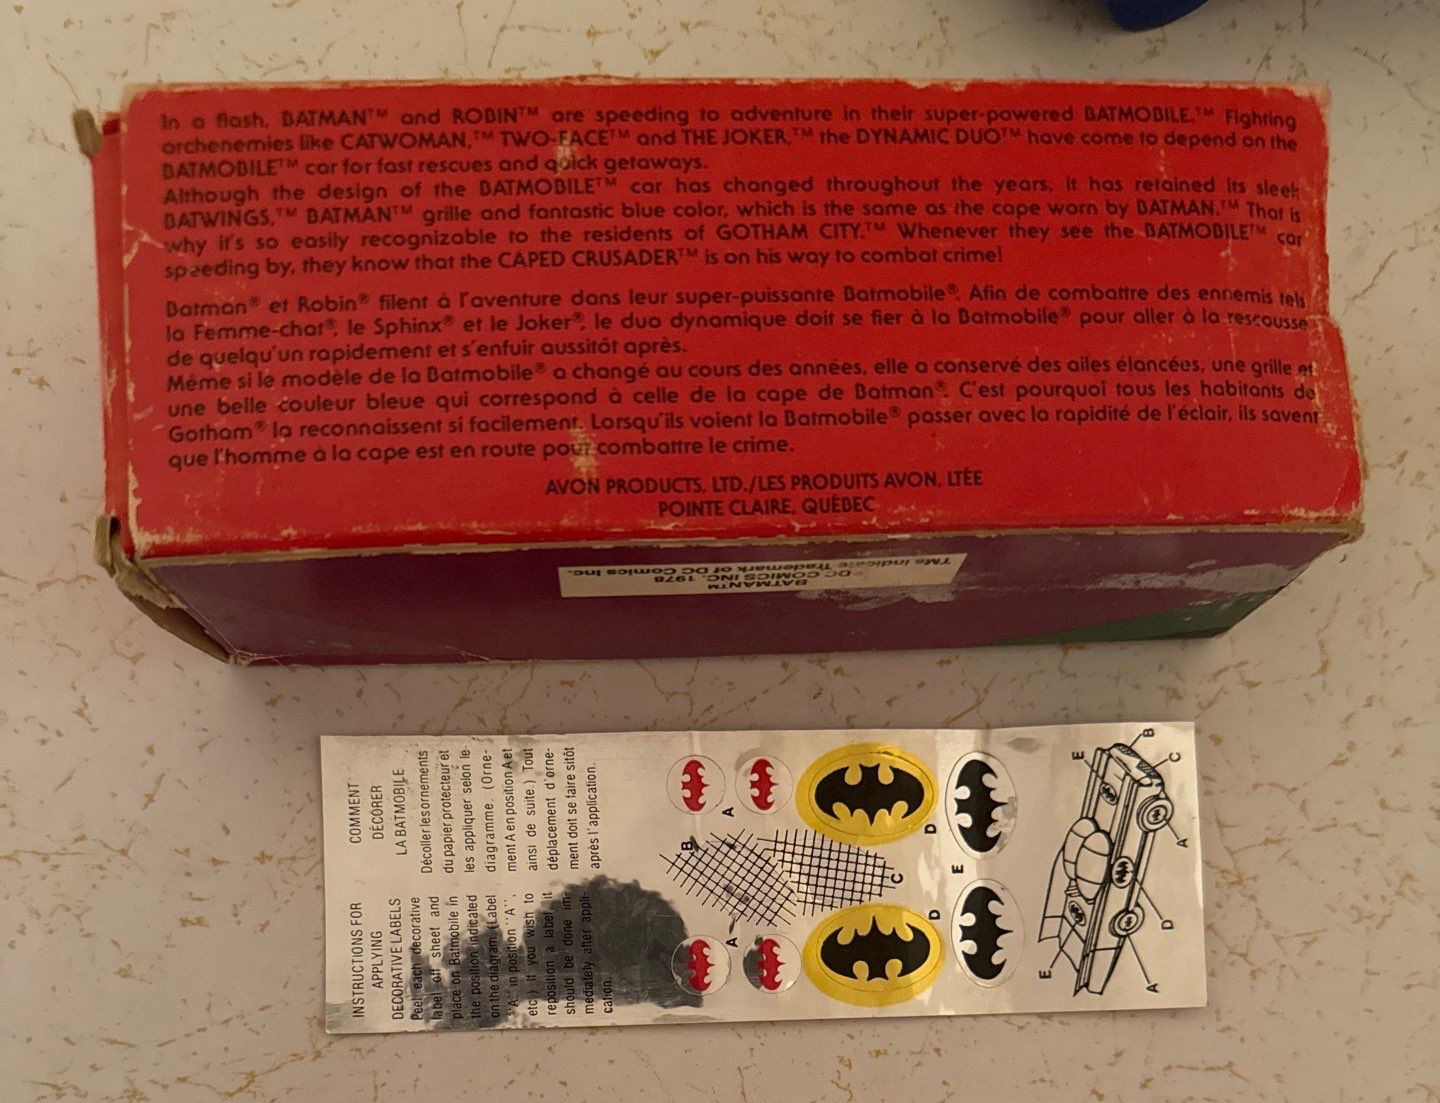 In a flash, BATMAN™ and ROBIN™ are speeding to adventure in their super-powered BATMOBILE.™ Fighting
archenemies like CATWOMAN,™ TWO-FACE™ and THE JOKER,™ the DYNAMIC DUO™ have come to depend on the
BATMOBILE™ car for fast rescues and quick getaways.
Although the design of the BATMOBILE™ car has changed throughout the years, it has retained its sleek
BATWINGS,™ BATMAN™ grille and fantastic blue color, which is the same as the cape worn by BATMAN.™ That is
why it's so easily recognizable to the residents of GOTHAM CITY.™ Whenever they see the BATMOBILE™ car
speeding by, they know that the CAPED CRUSADER™ is on his way to combat crime!
Batman® et Robin® filent à l'aventure dans leur super-puissante Batmobile®. Afin de combattre des ennemis tels
la Femme-chat®, le Sphinx® et le Joker®, le duo dynamique doit se fier à la Batmobile® pour aller à la rescousse
de quelqu'un rapidement et s'enfuir aussitôt après.
Même si le modèle de la Batmobile® a changé au cours des années, elle a conservé des ailes élancées, une grille et
une belle couleur bleue qui correspond à celle de la cape de Batman®. C'est pourquoi tous les habitants de
Gotham® la reconnaissent si facilement. Lorsqu'ils voient la Batmobile® passer avec la rapidité de l'éclair, ils savent
que l'homme à la cape est en route pour combattre le crime.
AVON PRODUCTS, LTD./LES PRODUITS AVON, LTÉE
POINTE CLAIRE, QUÉBEC
BATMAN™
DC COMICS INC. 1978
TMs indicate Trademark of DC Comics Inc.
INSTRUCTIONS FOR
APPLYING
DECORATIVE LABELS
Peel each decorative
label off sheet and
place on Batmobile in
the position indicated
on the diagram. (Label
"A" in position "A",
etc.) If you wish to
reposition a label, it
should be done im-
mediately after appli-
cation.
COMMENT
DÉCORER
LA BATMOBILE
Décoller les ornements
du papier protecteur et
les appliquer selon le
diagramme. (Orne-
ment A en position A et
ainsi de suite.) Tout
déplacement d'orne-
ment doit se faire sitôt
après l'application.
A
A
B
C
D
D
E
E
E
B
C
A
D
A